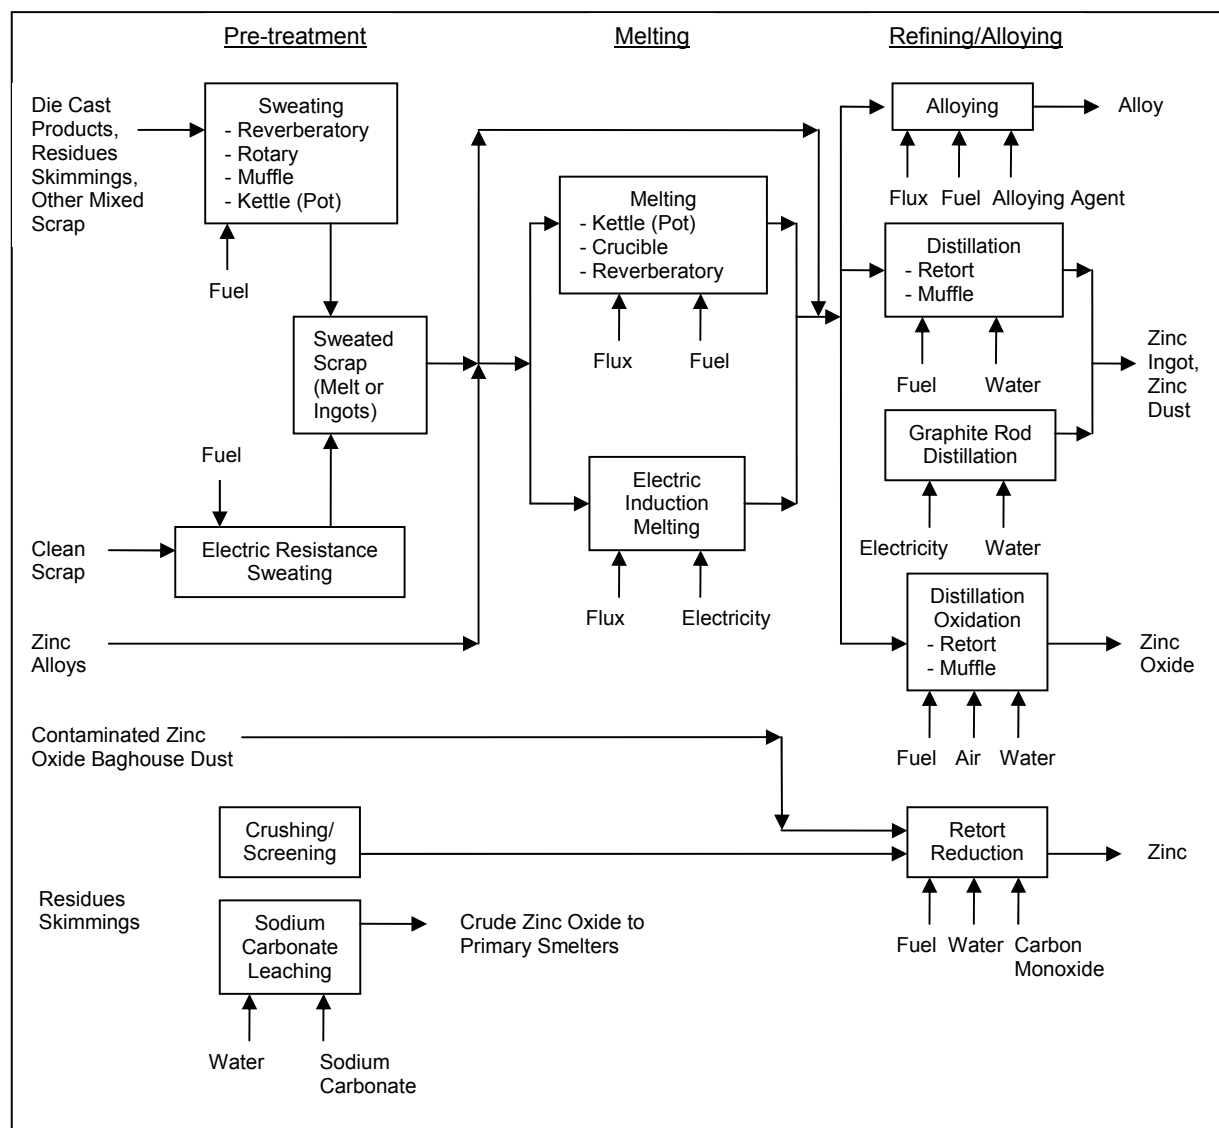 Pre-treatment
Melting
Refining/Alloying
Die Cast
Products,
Residues
Skimmings,
Other Mixed
Scrap
Sweating
- Reverberatory
- Rotary
- Muffle
- Kettle (Pot)
Fuel
Sweated
Scrap
(Melt or
Ingots)
Fuel
Clean
Scrap
Electric Resistance
Sweating
Zinc
Alloys
Melting
- Kettle (Pot)
- Crucible
- Reverberatory
Flux
Fuel
Electric
Induction
Melting
Flux
Electricity
Alloying
Alloy
Flux
Fuel
Alloying Agent
Distillation
- Retort
- Muffle
Fuel
Water
Zinc
Ingot,
Zinc
Dust
Graphite Rod
Distillation
Electricity
Water
Distillation
Oxidation
- Retort
- Muffle
Zinc
Oxide
Fuel
Air
Water
Contaminated Zinc
Oxide Baghouse Dust
Crushing/
Screening
Retort
Reduction
Zinc
Fuel
Water
Carbon
Monoxide
Residues
Skimmings
Sodium
Carbonate
Leaching
Crude Zinc Oxide to
Primary Smelters
Water
Sodium
Carbonate